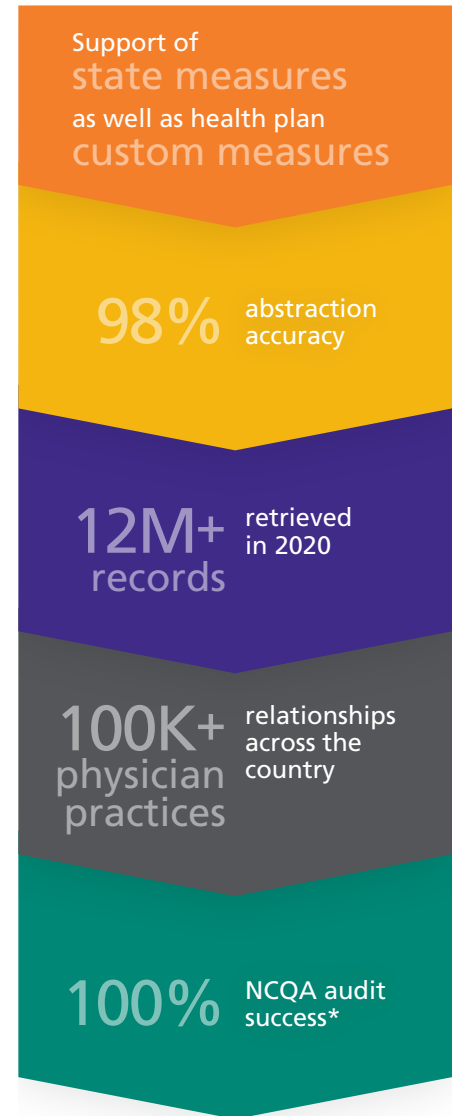 Support of
state measures
as well as health plan
custom measures
98%
abstraction
accuracy
12M+
records
retrieved
in 2020
100K+
physician
practices
relationships
across the
country
100%
NCQA audit
success*